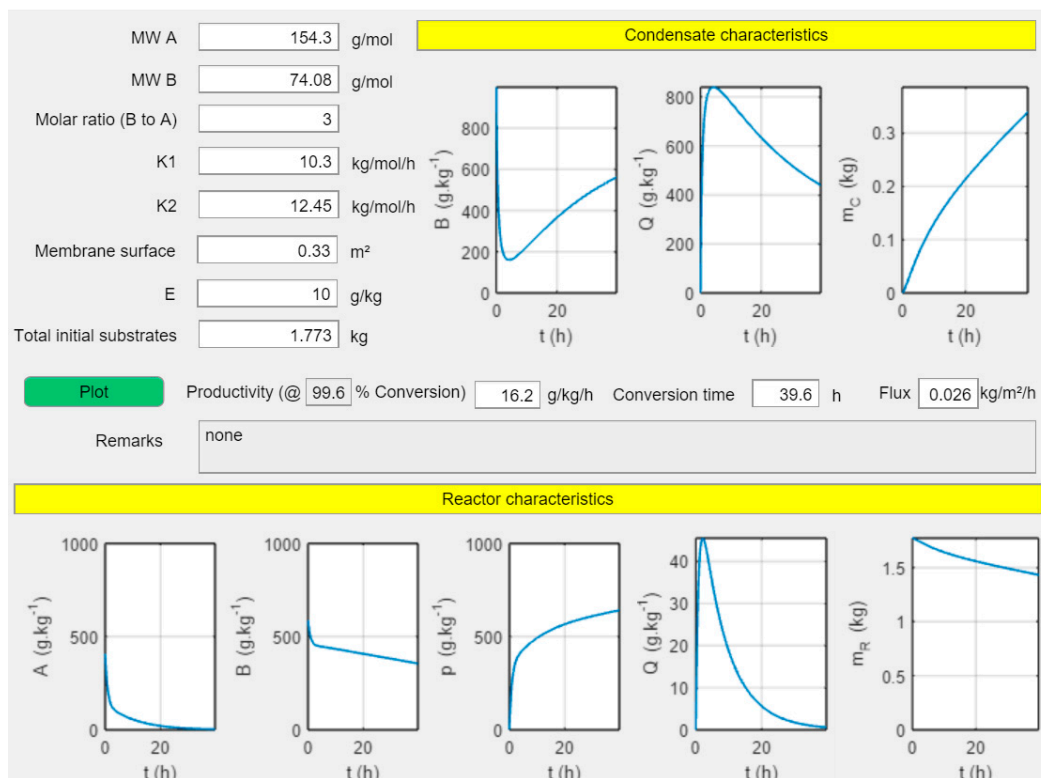 MW A 154.3 g/mol
Condensate characteristics
MW B 74.08 g/mol
Molar ratio (B to A) 3
K1 10.3 kg/mol/h
K2 12.45 kg/mol/h
Membrane surface 0.33 m²
E 10 g/kg
Total initial substrates 1.773 kg
B (g.kg⁻¹)
800
600
400
200
0
0 20
t (h)
Q (g.kg⁻¹)
800
600
400
200
0
0 20
t (h)
m_C (kg)
0.3
0.2
0.1
0
0 20
t (h)
Plot Productivity (@ 99.6 % Conversion) 16.2 g/kg/h Conversion time 39.6 h Flux 0.026 kg/m²/h
Remarks none
Reactor characteristics
A (g.kg⁻¹)
1000
500
0
0 20
t (h)
B (g.kg⁻¹)
1000
500
0
0 20
t (h)
p (g.kg⁻¹)
1000
500
0
0 20
t (h)
Q (g.kg⁻¹)
40
30
20
10
0
0 20
t (h)
m_R (kg)
1.5
1
0.5
0
0 20
t (h)